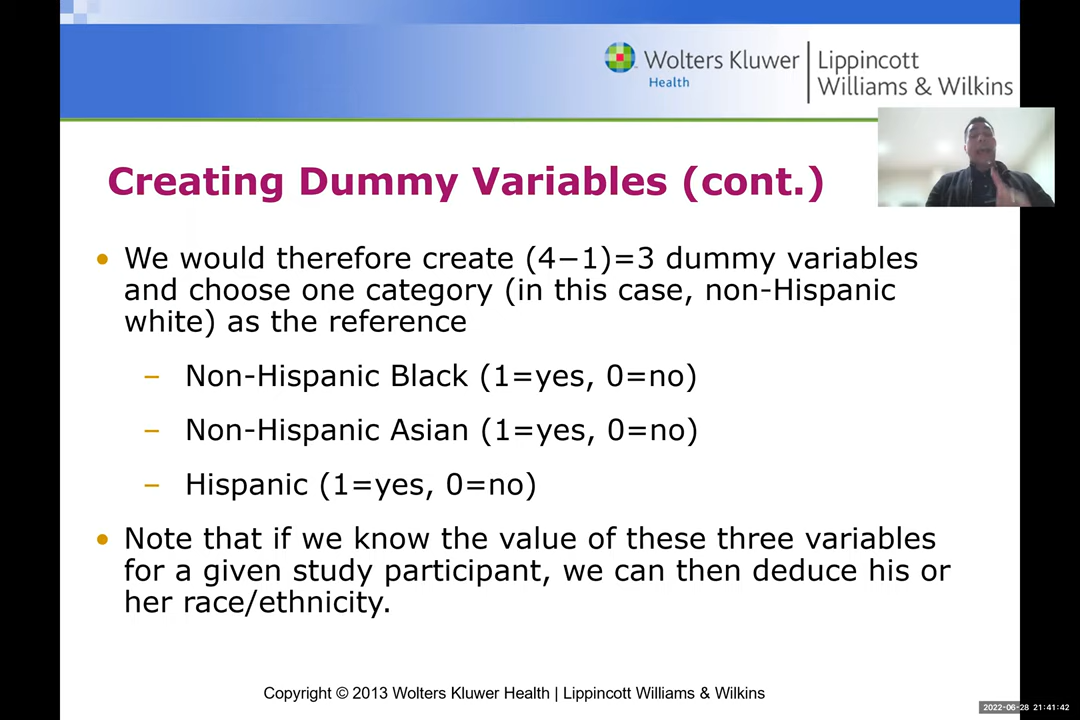 Wolters Kluwer
Health
Lippincott
Williams & Wilkins
Creating Dummy Variables (cont.)
• We would therefore create (4−1)=3 dummy variables
and choose one category (in this case, non-Hispanic
white) as the reference
– Non-Hispanic Black (1=yes, 0=no)
– Non-Hispanic Asian (1=yes, 0=no)
– Hispanic (1=yes, 0=no)
• Note that if we know the value of these three variables
for a given study participant, we can then deduce his or
her race/ethnicity.
Copyright © 2013 Wolters Kluwer Health | Lippincott Williams & Wilkins
2022-06-28 21:41:42